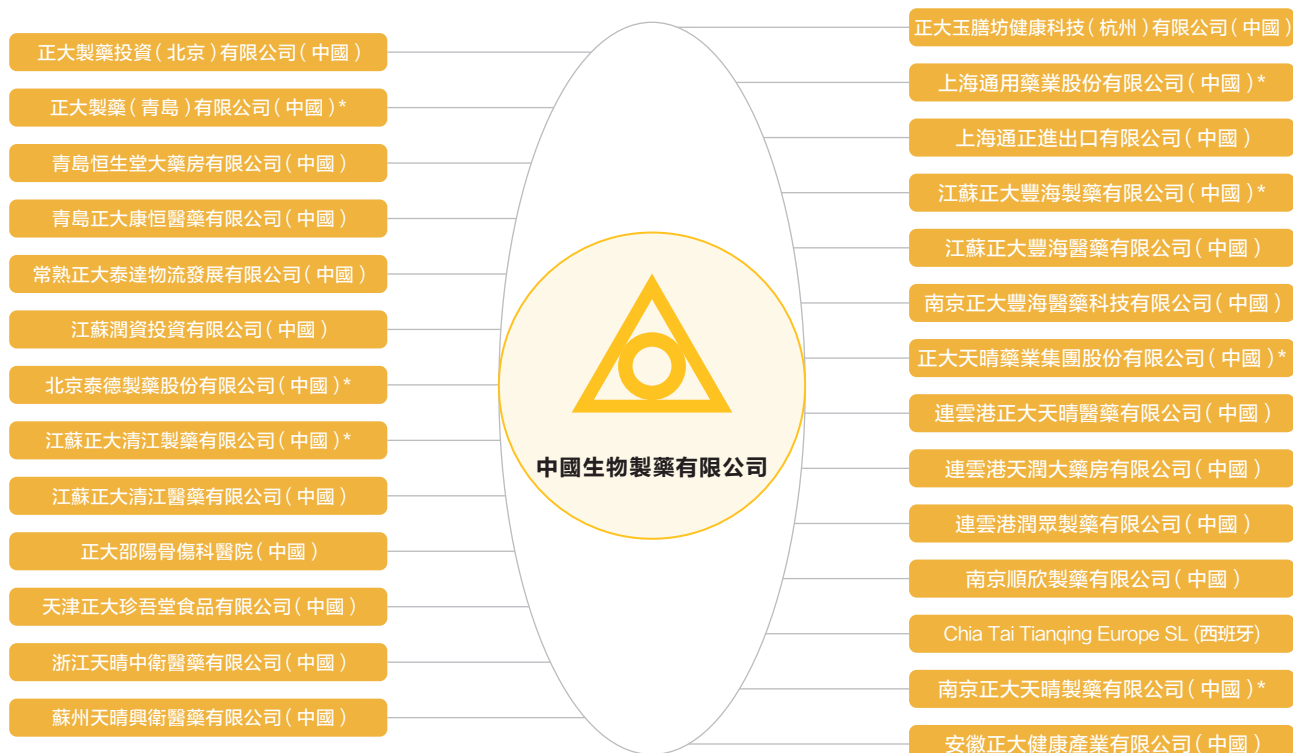 正大製藥投資（北京）有限公司（中國）
正大製藥（青島）有限公司（中國）*
青島恒生堂大藥房有限公司（中國）
青島正大康恒醫藥有限公司（中國）
常熟正大泰達物流發展有限公司（中國）
江蘇潤資投資有限公司（中國）
北京泰德製藥股份有限公司（中國）*
江蘇正大清江製藥有限公司（中國）*
江蘇正大清江醫藥有限公司（中國）
正大邵陽骨傷科醫院（中國）
天津正大珍吾堂食品有限公司（中國）
浙江天晴中衛醫藥有限公司（中國）
蘇州天晴興衛醫藥有限公司（中國）
中國生物製藥有限公司
正大玉膳坊健康科技（杭州）有限公司（中國）
上海通用藥業股份有限公司（中國）*
上海通正進出口有限公司（中國）
江蘇正大豐海製藥有限公司（中國）*
江蘇正大豐海醫藥有限公司（中國）
南京正大豐海醫藥科技有限公司（中國）
正大天晴藥業集團股份有限公司（中國）*
連雲港正大天晴醫藥有限公司（中國）
連雲港天潤大藥房有限公司（中國）
連雲港潤眾製藥有限公司（中國）
南京順欣製藥有限公司（中國）
Chia Tai Tianqing Europe SL (西班牙)
南京正大天晴製藥有限公司（中國）*
安徽正大健康產業有限公司（中國）